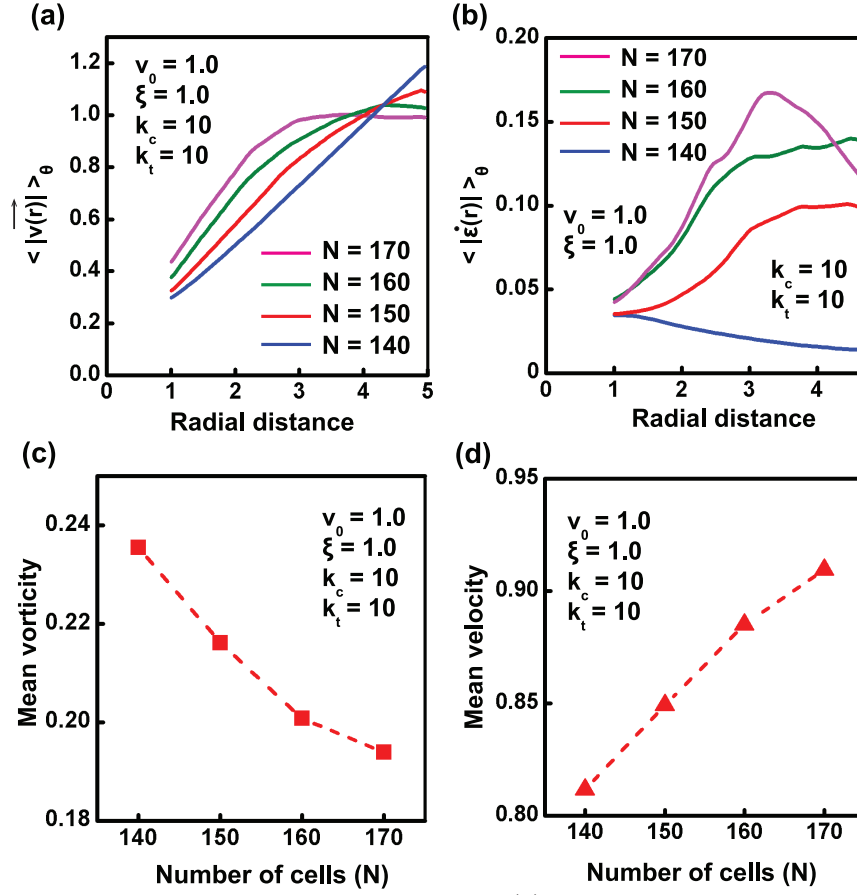 (a)
1.2
1.0
0.8
0.6
0.4
0.2
0.0
< |v(r)| >θ
v0 = 1.0
ξ = 1.0
kc = 10
kt = 10
N = 170
N = 160
N = 150
N = 140
0 1 2 3 4 5
Radial distance
(b)
0.20
0.15
0.10
0.05
0
< |ε̇(r)| >θ
N = 170
N = 160
N = 150
N = 140
v0 = 1.0
ξ = 1.0
kc = 10
kt = 10
0 1 2 3 4
Radial distance
(c)
0.24
0.22
0.20
0.18
Mean vorticity
v0 = 1.0
ξ = 1.0
kc = 10
kt = 10
140 150 160 170
Number of cells (N)
(d)
0.95
0.90
0.85
0.80
Mean velocity
v0 = 1.0
ξ = 1.0
kc = 10
kt = 10
140 150 160 170
Number of cells (N)